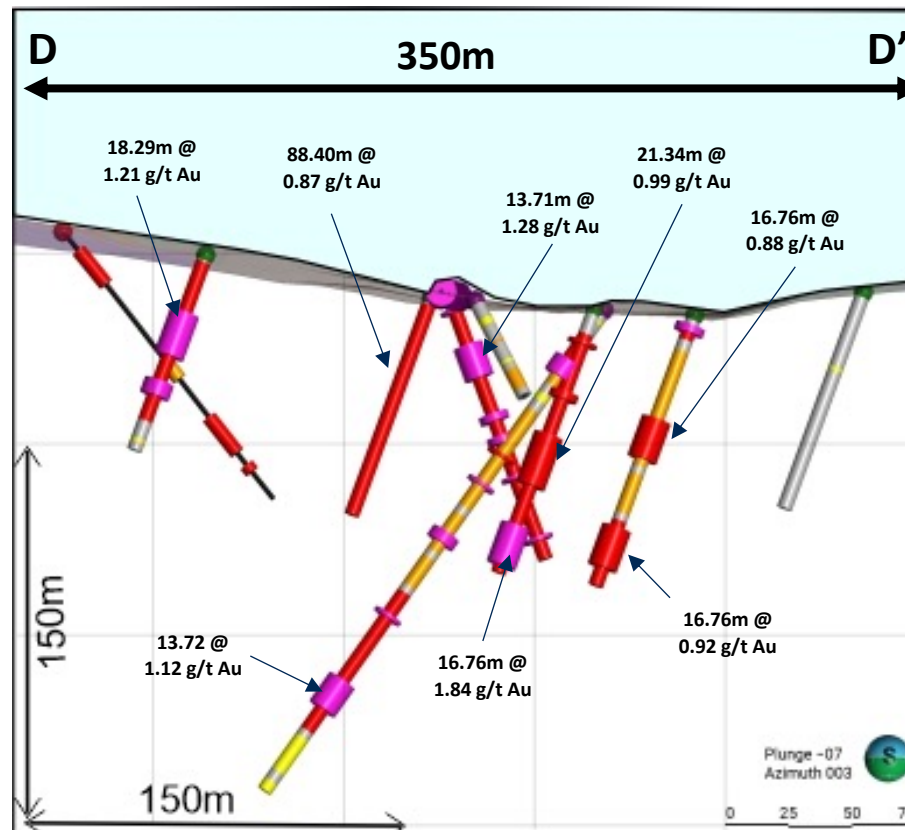 D
350m
D’
18.29m @
1.21 g/t Au
88.40m @
0.87 g/t Au
13.71m @
1.28 g/t Au
21.34m @
0.99 g/t Au
16.76m @
0.88 g/t Au
150m
13.72 @
1.12 g/t Au
16.76m @
1.84 g/t Au
16.76m @
0.92 g/t Au
150m
Plunge -07
Azimuth 003
S
0 25 50